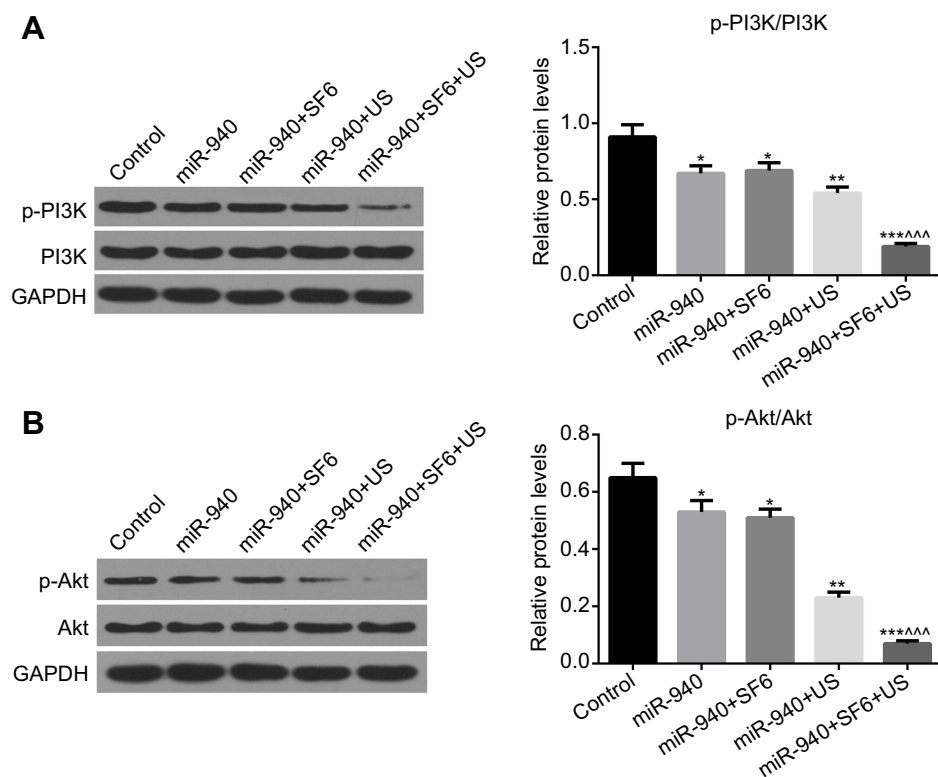 A
Control
miR-940
miR-940+SF6
miR-940+US
miR-940+SF6+US
p-PI3K
PI3K
GAPDH
p-PI3K/PI3K
Relative protein levels
1.5
1.0
0.5
0.0
*
*
**
***^^^
Control
miR-940
miR-940+SF6
miR-940+US
miR-940+SF6+US
B
Control
miR-940
miR-940+SF6
miR-940+US
miR-940+SF6+US
p-Akt
Akt
GAPDH
p-Akt/Akt
Relative protein levels
0.8
0.6
0.4
0.2
0.0
*
*
**
***^^^
Control
miR-940
miR-940+SF6
miR-940+US
miR-940+SF6+US